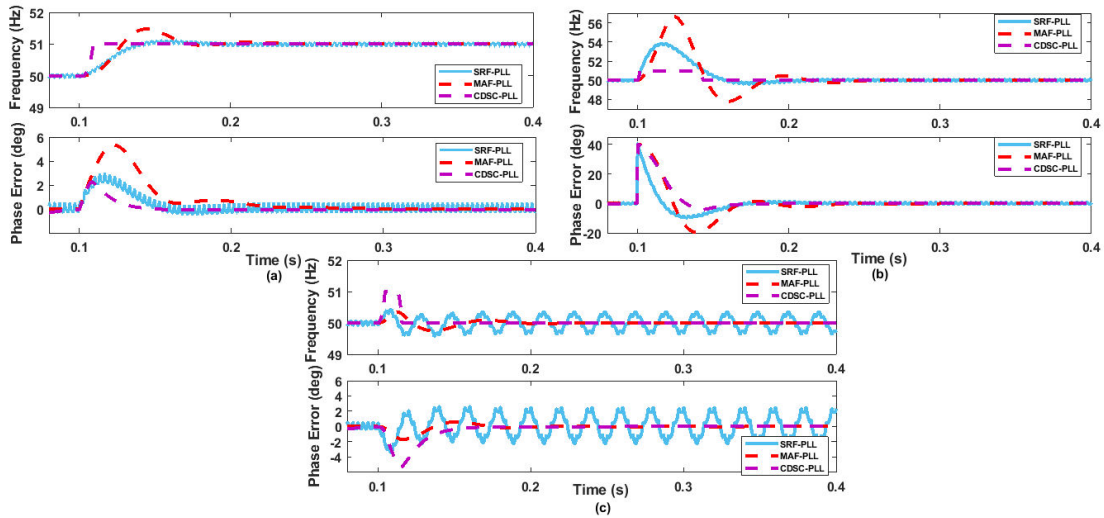 Frequency (Hz)
52
51
50
49
0.1
0.2
0.3
0.4
SRF-PLL
MAF-PLL
CDSC-PLL
Phase Error (deg)
6
4
2
0
0.1
0.2
0.3
0.4
SRF-PLL
MAF-PLL
CDSC-PLL
Time (s)
(a)
Frequency (Hz)
56
54
52
50
48
0.1
0.2
0.3
0.4
SRF-PLL
MAF-PLL
CDSC-PLL
Phase Error (deg)
40
20
0
-20
0.1
0.2
0.3
0.4
SRF-PLL
MAF-PLL
CDSC-PLL
Time (s)
(b)
Frequency (Hz)
52
51
50
49
0.1
0.2
0.3
0.4
SRF-PLL
MAF-PLL
CDSC-PLL
Phase Error (deg)
6
4
2
0
-2
-4
0.1
0.2
0.3
0.4
SRF-PLL
MAF-PLL
CDSC-PLL
Time (s)
(c)